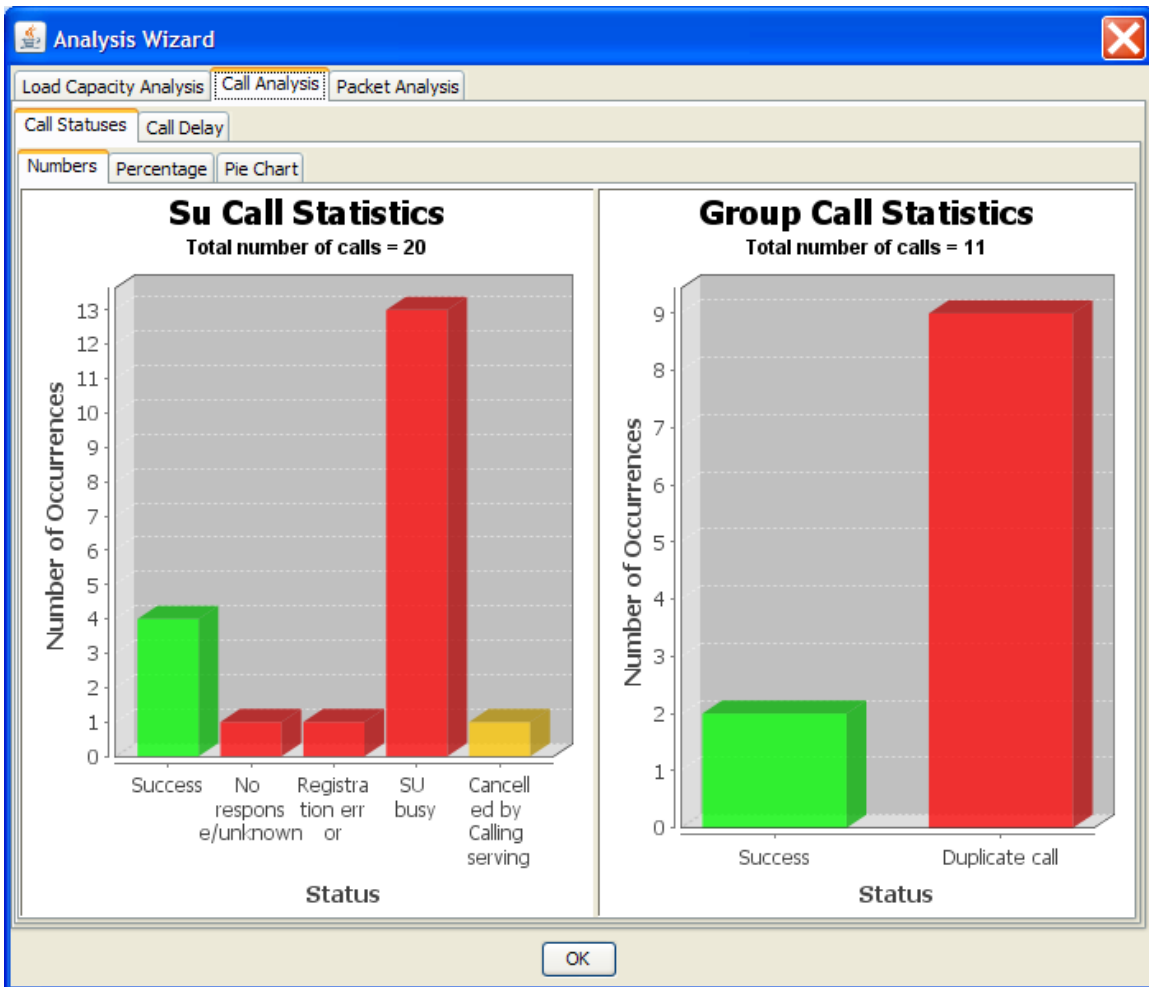 Analysis Wizard
Load Capacity Analysis Call Analysis Packet Analysis
Call Statuses Call Delay
Numbers Percentage Pie Chart
Su Call Statistics
Total number of calls = 20
Number of Occurrences
13
12
11
10
9
8
7
6
5
4
3
2
1
0
Success No Registra SU Cancell
respons tion err busy ed by
e/unknown or Calling
serving
Status
Group Call Statistics
Total number of calls = 11
Number of Occurrences
9
8
7
6
5
4
3
2
1
0
Success Duplicate call
Status
OK